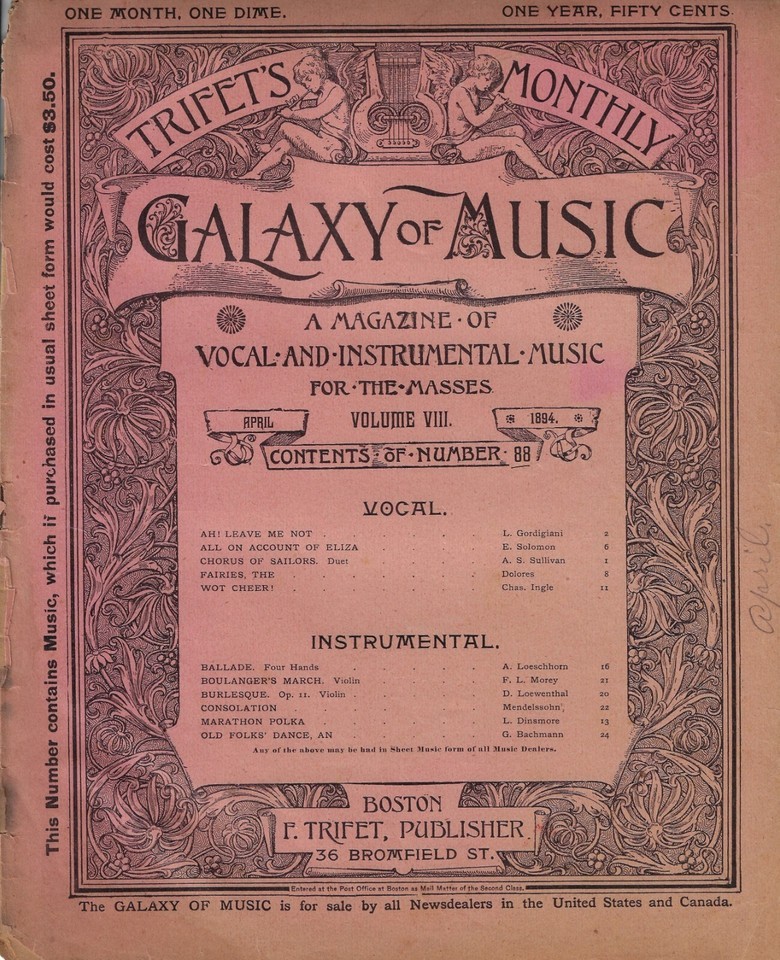 ONE MONTH, ONE DIME. ONE YEAR, FIFTY CENTS.
This Number contains Music, which if purchased in usual sheet form would cost $3.50.
TRIFET'S MONTHLY
GALAXY OF MUSIC
A MAGAZINE · OF
VOCAL · AND · INSTRUMENTAL · MUSIC
FOR · THE · MASSES.
APRIL VOLUME VIII. 1894.
CONTENTS · OF · NUMBER · 88
VOCAL.
AH! LEAVE ME NOT . . . . . L. Gordigiani 2
ALL ON ACCOUNT OF ELIZA . . . . E. Solomon 6
CHORUS OF SAILORS. Duet . . . . A. S. Sullivan 1
FAIRIES, THE . . . . . . Dolores 8
WOT CHEER! . . . . . . Chas. Ingle 11
INSTRUMENTAL.
BALLADE. Four Hands . . . . . A. Loeschhorn 16
BOULANGER'S MARCH. Violin . . . . F. L. Morey 21
BURLESQUE. Op. 11. Violin . . . . . D. Loewenthal 20
CONSOLATION . . . . . . Mendelssohn 22
MARATHON POLKA . . . . . L. Dinsmore 13
OLD FOLKS' DANCE, AN . . . . . G. Bachmann 24
Any of the above may be had in Sheet Music form of all Music Dealers.
BOSTON
F. TRIFET, PUBLISHER.
36 BROMFIELD ST.
Entered at the Post Office at Boston as Mail Matter of the Second Class.
The GALAXY OF MUSIC is for sale by all Newsdealers in the United States and Canada.
April.